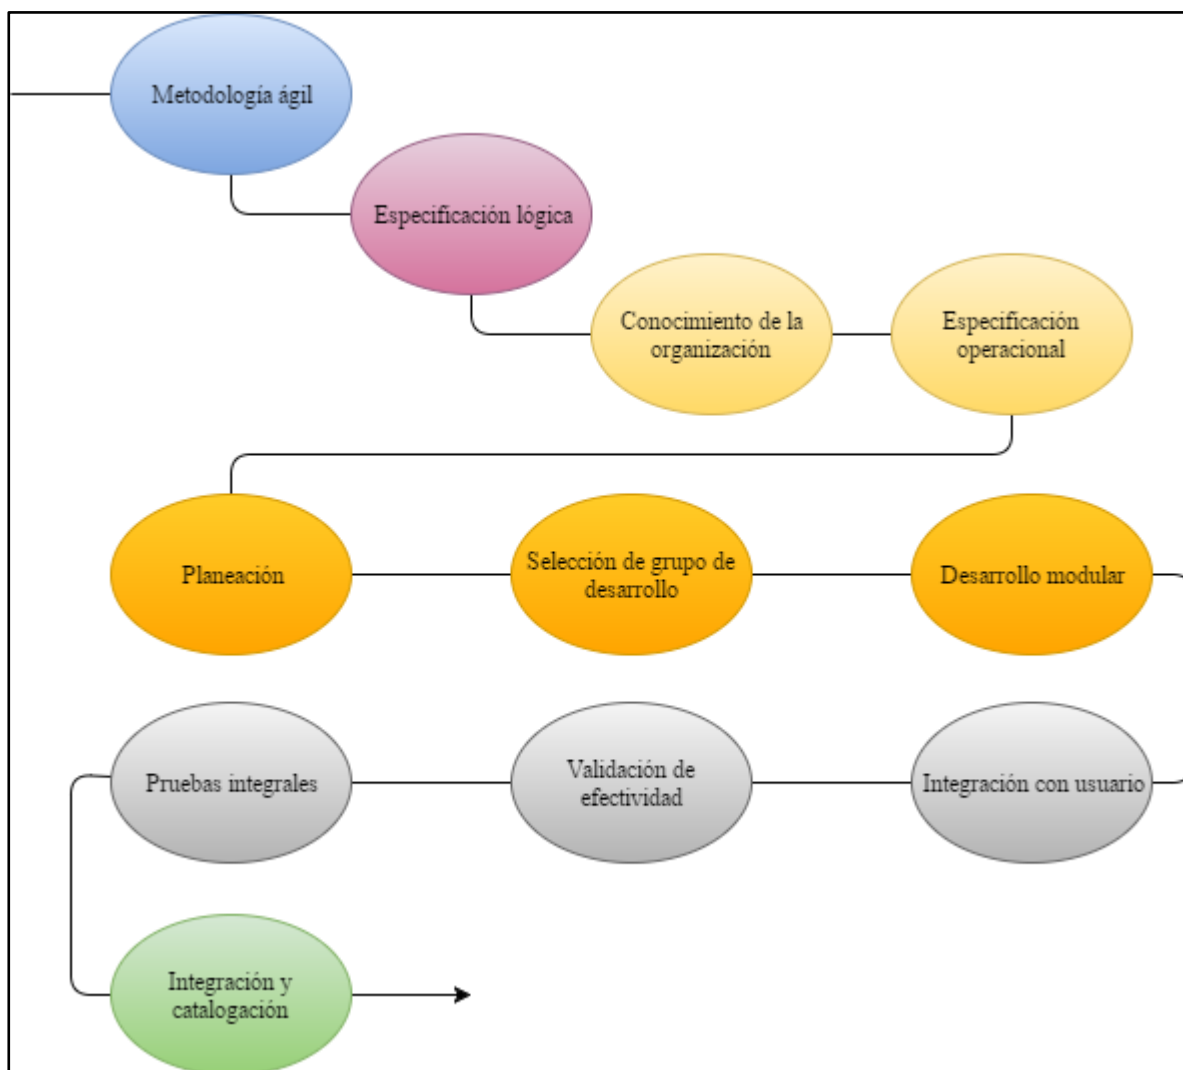 Metodología ágil
Especificación lógica
Conocimiento de la
organización
Especificación
operacional
Planeación
Selección de grupo de
desarrollo
Desarrollo modular
Pruebas integrales
Validación de
efectividad
Integración con usuario
Integración y
catalogación